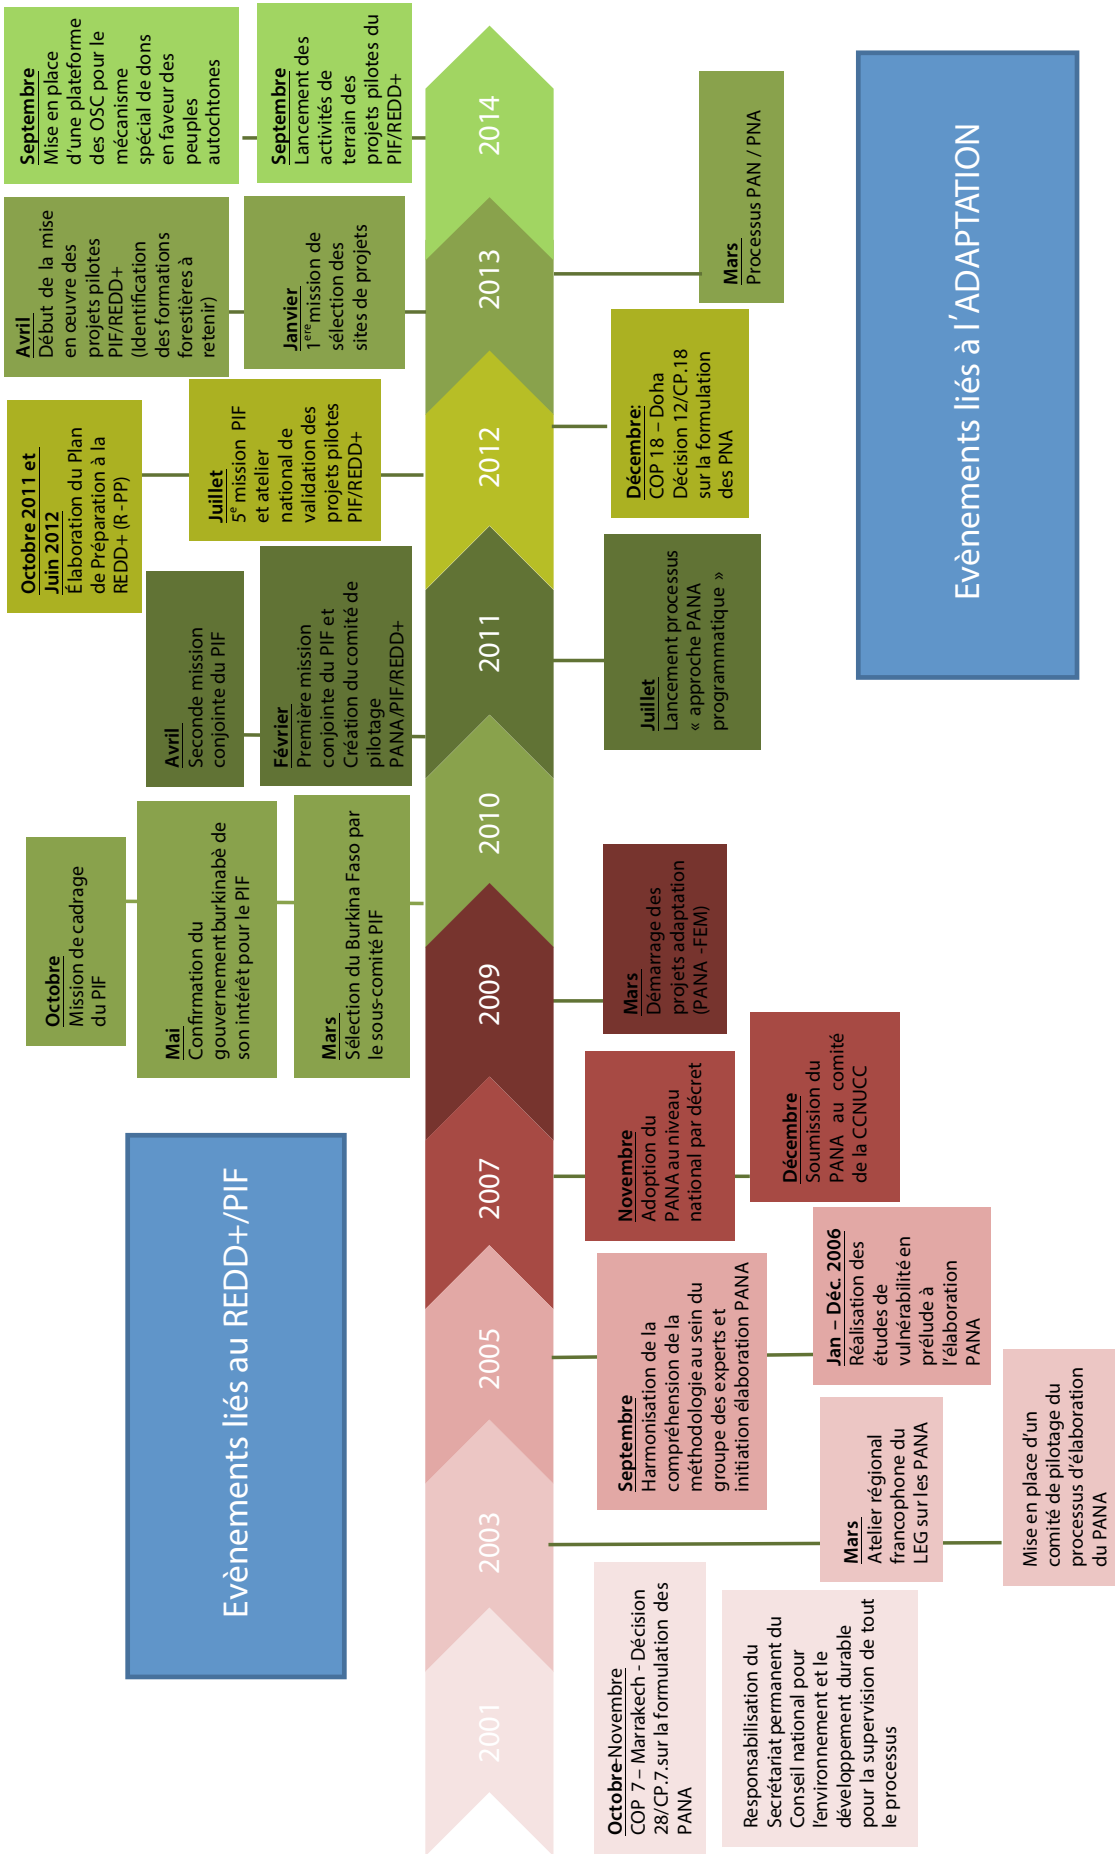 Evènements liés au REDD+/PIF
Octobre
Mission de cadrage
du PIF
Mai
Confirmation du
gouvernement burkinabè de
son intérêt pour le PIF
Mars
Sélection du Burkina Faso par
le sous-comité PIF
Avril
Seconde mission
conjointe du PIF
Février
Première mission
conjointe du PIF et
Création du comité de
pilotage
PANA/PIF/REDD+
Octobre 2011 et
Juin 2012
Élaboration du Plan
de Préparation à la
REDD+ (R-PP)
Juillet
5e mission PIF
et atelier
national de
validation des
projets pilotes
PIF/REDD+
Avril
Début de la mise
en œuvre des
projets pilotes
PIF/REDD+
(Identification
des formations
forestières à
retenir)
Janvier
1ere mission de
sélection des
sites de projets
Septembre
Mise en place
d'une plateforme
des OSC pour le
mécanisme
spécial de dons
en faveur des
peuples
autochtones
Septembre
Lancement des
activités de
terrain des
projets pilotes du
PIF/REDD+
2001
2003
2005
2007
2009
2010
2011
2012
2013
2014
Octobre-Novembre
COP 7 – Marrakech - Décision
28/CP.7.sur la formulation des
PANA
Responsabilisation du
Secrétariat permanent du
Conseil national pour
l'environnement et le
développement durable
pour la supervision de tout
le processus
Mars
Atelier régional
francophone du
LEG sur les PANA
Mise en place d'un
comité de pilotage du
processus d'élaboration
du PANA
Septembre
Harmonisation de la
compréhension de la
méthodologie au sein du
groupe des experts et
initiation élaboration PANA
Jan – Déc. 2006
Réalisation des
études de
vulnérabilité en
prélude à
l'élaboration
PANA
Novembre
Adoption du
PANA au niveau
national par décret
Décembre
Soumission du
PANA au comité
de la CCNUCC
Mars
Démarrage des
projets adaptation
(PANA -FEM)
Juillet
Lancement processus
« approche PANA
programmatique »
Décembre:
COP 18 – Doha
Décision 12/CP.18
sur la formulation
des PNA
Mars
Processus PAN / PNA
Evènements liés à l'ADAPTATION